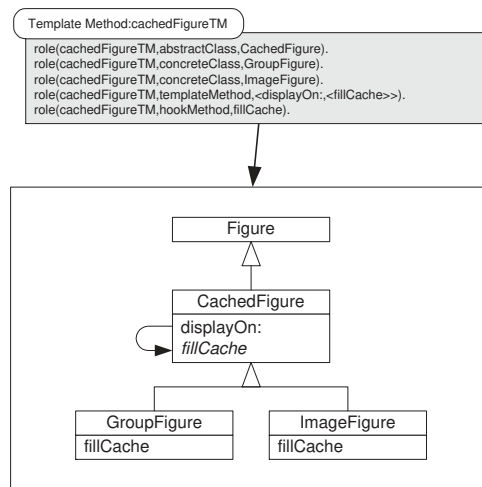 Template Method:cachedFigureTM
role(cachedFigureTM,abstractClass,CachedFigure).
role(cachedFigureTM,concreteClass,GroupFigure).
role(cachedFigureTM,concreteClass,ImageFigure).
role(cachedFigureTM,templateMethod,<displayOn:,<fillCache>>).
role(cachedFigureTM,hookMethod,fillCache).
Figure
CachedFigure
displayOn:
fillCache
GroupFigure
fillCache
ImageFigure
fillCache